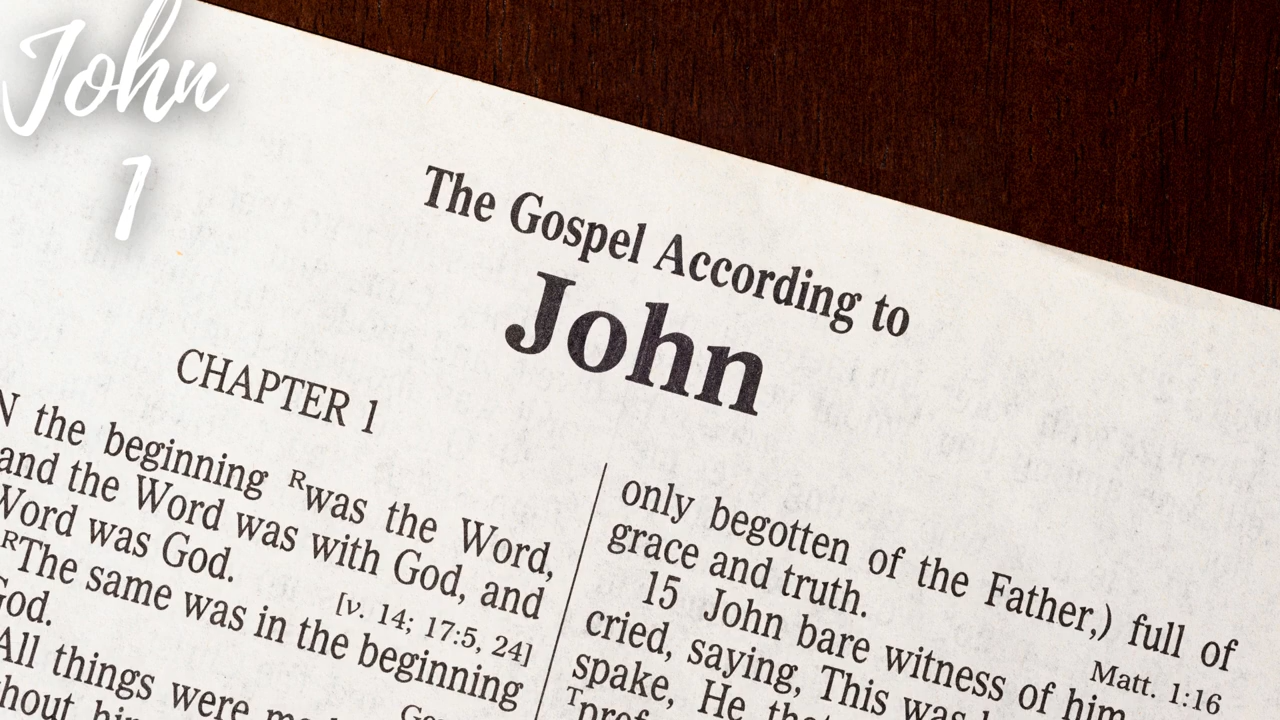 John
1
The Gospel According to
John
CHAPTER 1
N the beginning ᴿwas the Word,
and the Word was with God, and
Word was God.
ᴿThe same was in the beginning
[v. 14; 17:5, 24]
God.
All things were
him
only begotten of the Father,) full of
grace and truth.
15 John bare witness of him
Matt. 1:16
cried, saying, This was
spake, He